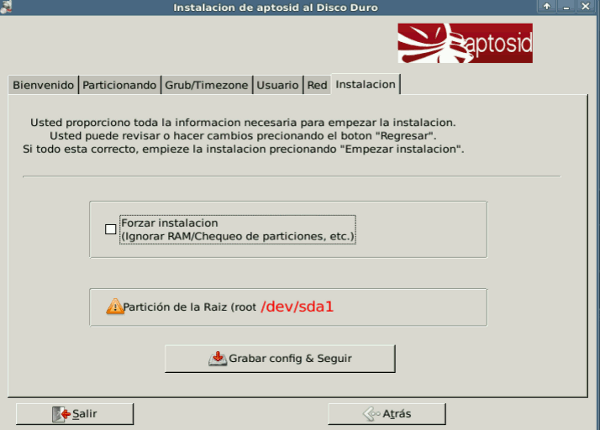 Instalacion de aptosid al Disco Duro
aptosid
Bienvenido Particionando Grub/Timezone Usuario Red Instalacion
Usted proporciono toda la informacion necesaria para empezar la instalacion.
Usted puede revisar o hacer cambios precionando el boton "Regresar".
Si todo esta correcto, empieze la instalacion precionando "Empezar instalacion".
Forzar instalacion
(Ignorar RAM/Chequeo de particiones, etc.)
Partición de la Raiz (root /dev/sda1
Grabar config & Seguir
Salir Atrás